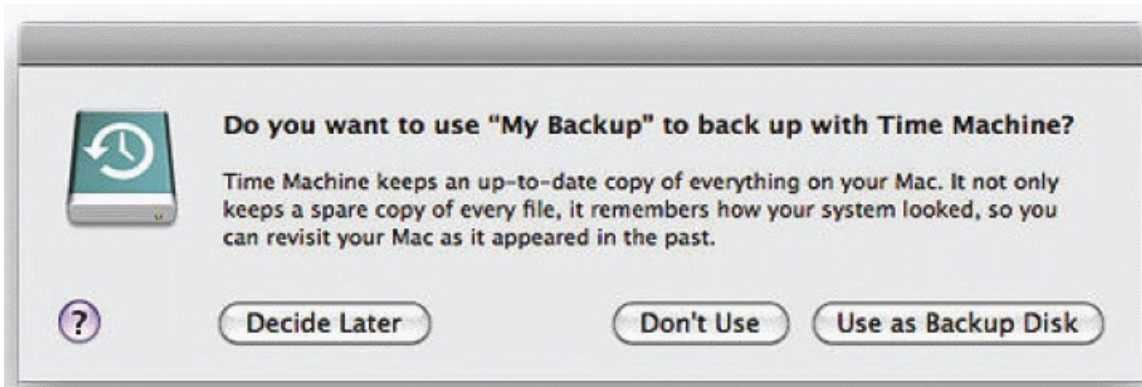 Do you want to use “My Backup” to back up with Time Machine?
Time Machine keeps an up-to-date copy of everything on your Mac. It not only
keeps a spare copy of every file, it remembers how your system looked, so you
can revisit your Mac as it appeared in the past.
? Decide Later Don't Use Use as Backup Disk